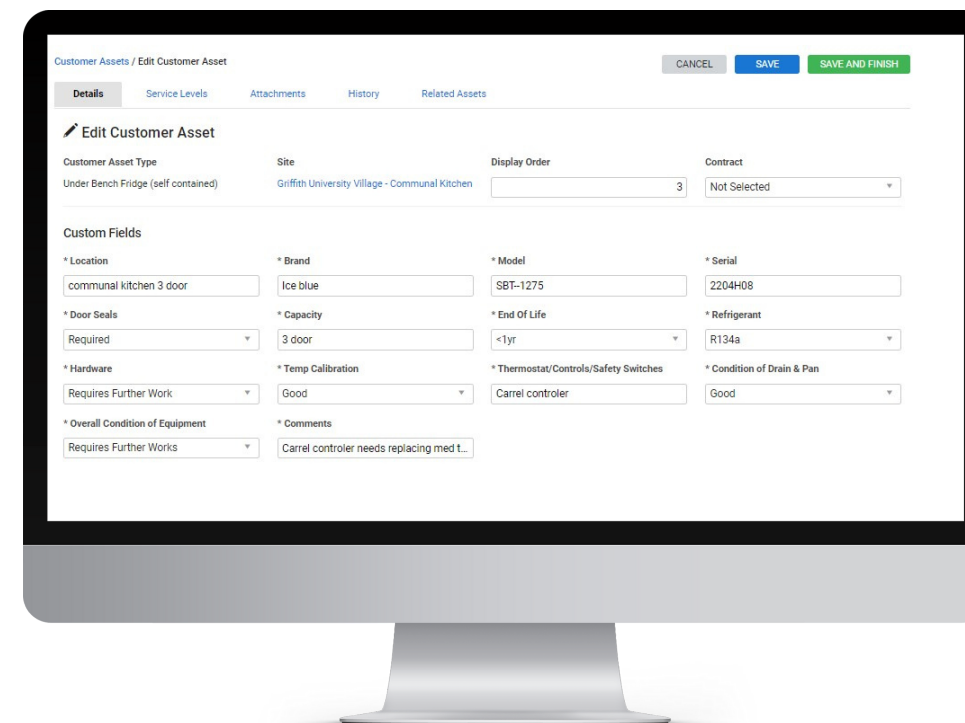 Customer Assets / Edit Customer Asset
CANCEL SAVE SAVE AND FINISH
Details Service Levels Attachments History Related Assets
Edit Customer Asset
Customer Asset Type Site Display Order Contract
Under Bench Fridge (self contained) Griffith University Village - Communal Kitchen 3 Not Selected
Custom Fields
* Location * Brand * Model * Serial
communal kitchen 3 door Ice blue SBT--1275 2204H08
* Door Seals * Capacity * End Of Life * Refrigerant
Required 3 door <1yr R134a
* Hardware * Temp Calibration * Thermostat/Controls/Safety Switches * Condition of Drain & Pan
Requires Further Work Good Carrel controler Good
* Overall Condition of Equipment * Comments
Requires Further Works Carrel controler needs replacing med t...